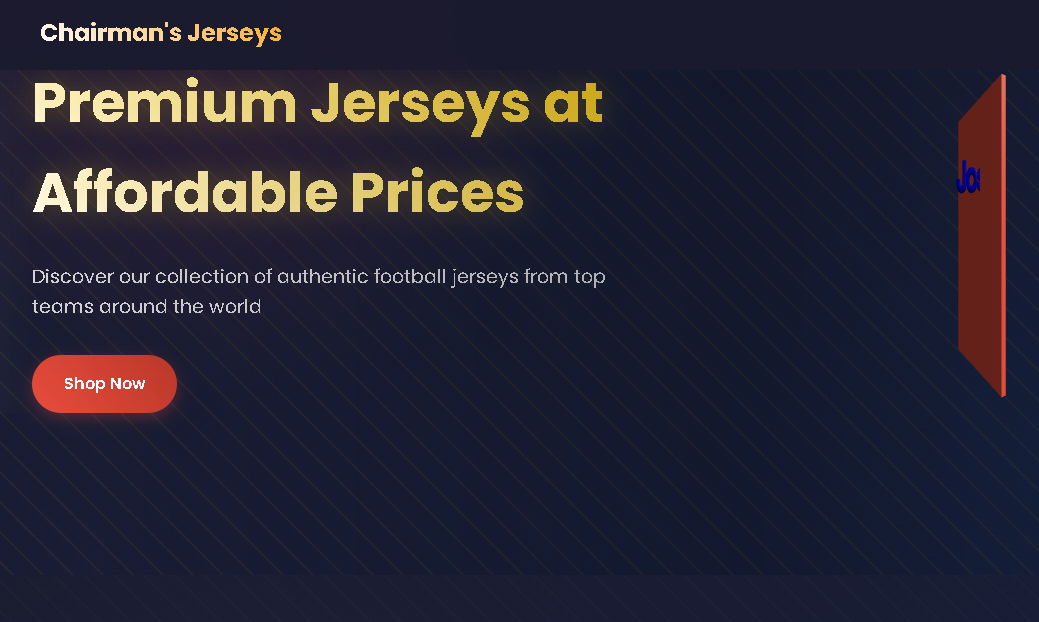 Chairman's Jerseys
Premium Jerseys at
Affordable Prices
Discover our collection of authentic football jerseys from top
teams around the world
Shop Now